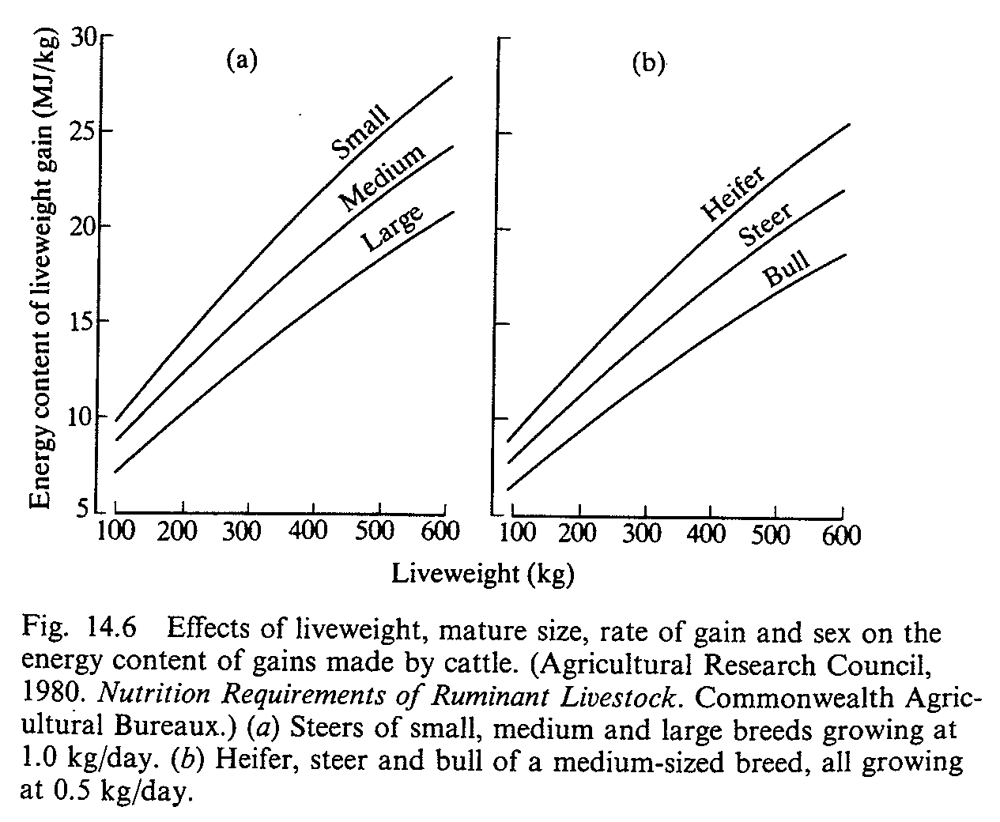 Energy content of liveweight gain (MJ/kg)
30
25
20
15
10
5
(a)
Small
Medium
Large
100 200 300 400 500 600
(b)
Heifer
Steer
Bull
100 200 300 400 500 600
Liveweight (kg)
Fig. 14.6 Effects of liveweight, mature size, rate of gain and sex on the
energy content of gains made by cattle. (Agricultural Research Council,
1980. Nutrition Requirements of Ruminant Livestock. Commonwealth Agric-
ultural Bureaux.) (a) Steers of small, medium and large breeds growing at
1.0 kg/day. (b) Heifer, steer and bull of a medium-sized breed, all growing
at 0.5 kg/day.